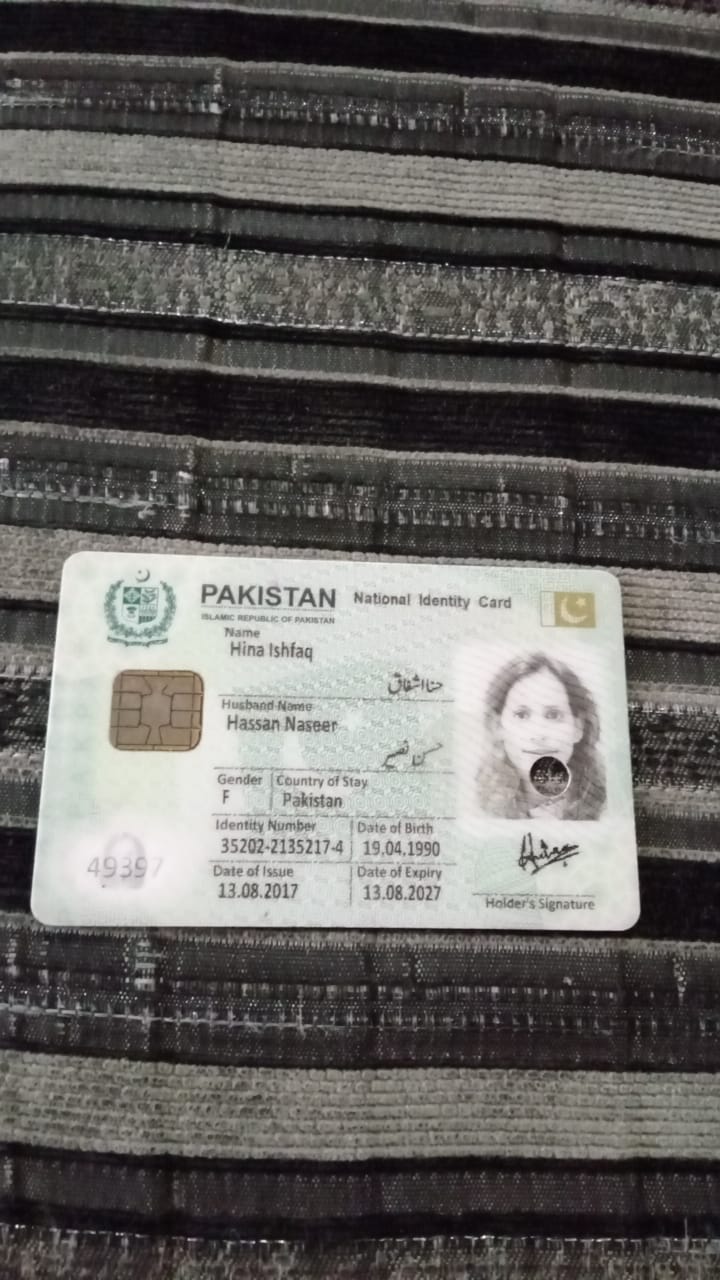 PAKISTAN National Identity Card
ISLAMIC REPUBLIC OF PAKISTAN
Name
Hina Ishfaq
حنا اشفاق
Husband Name
Hassan Naseer
حسن نصیر
Gender Country of Stay
F Pakistan
Identity Number Date of Birth
35202-2135217-4 19.04.1990
Date of Issue Date of Expiry
13.08.2017 13.08.2027
49397
Holder's Signature